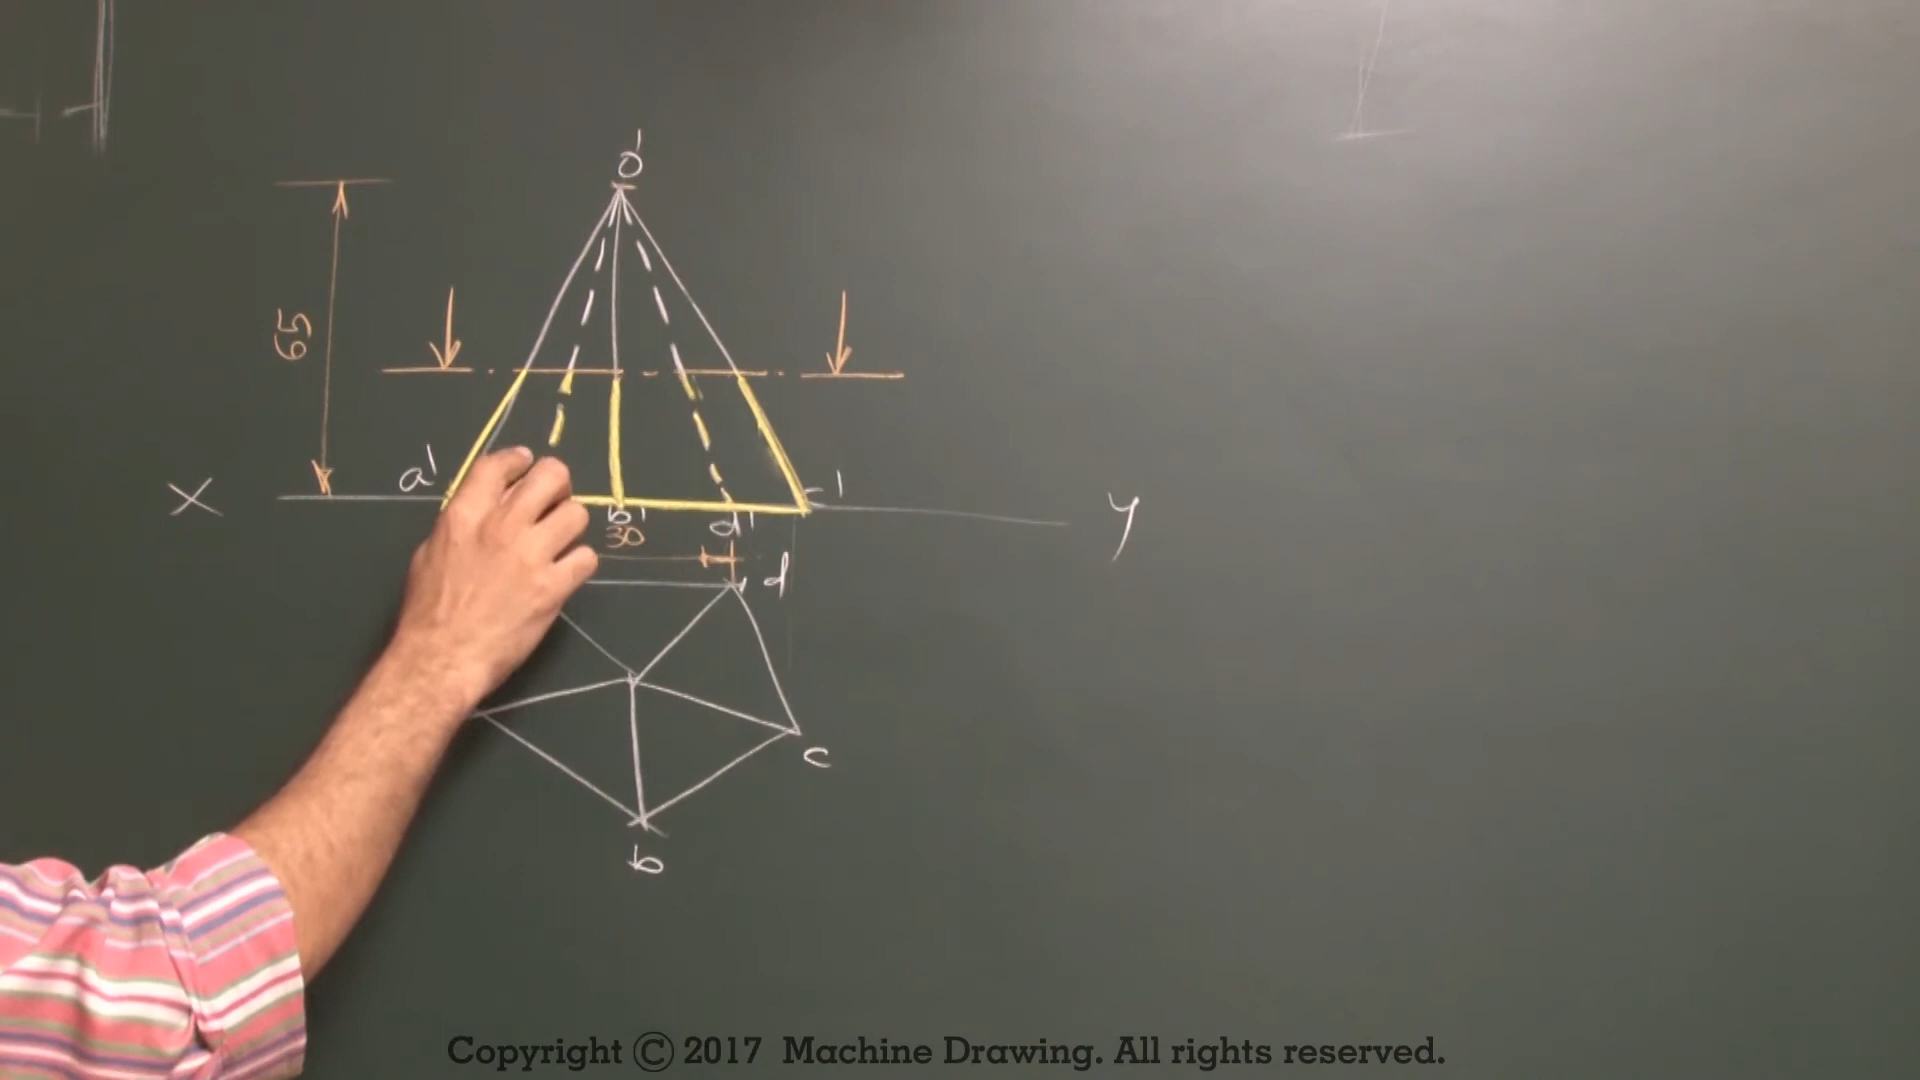 o'
65
a'
c'
X
Y
b'
d'
30
d
c
b
Copyright © 2017 Machine Drawing. All rights reserved.